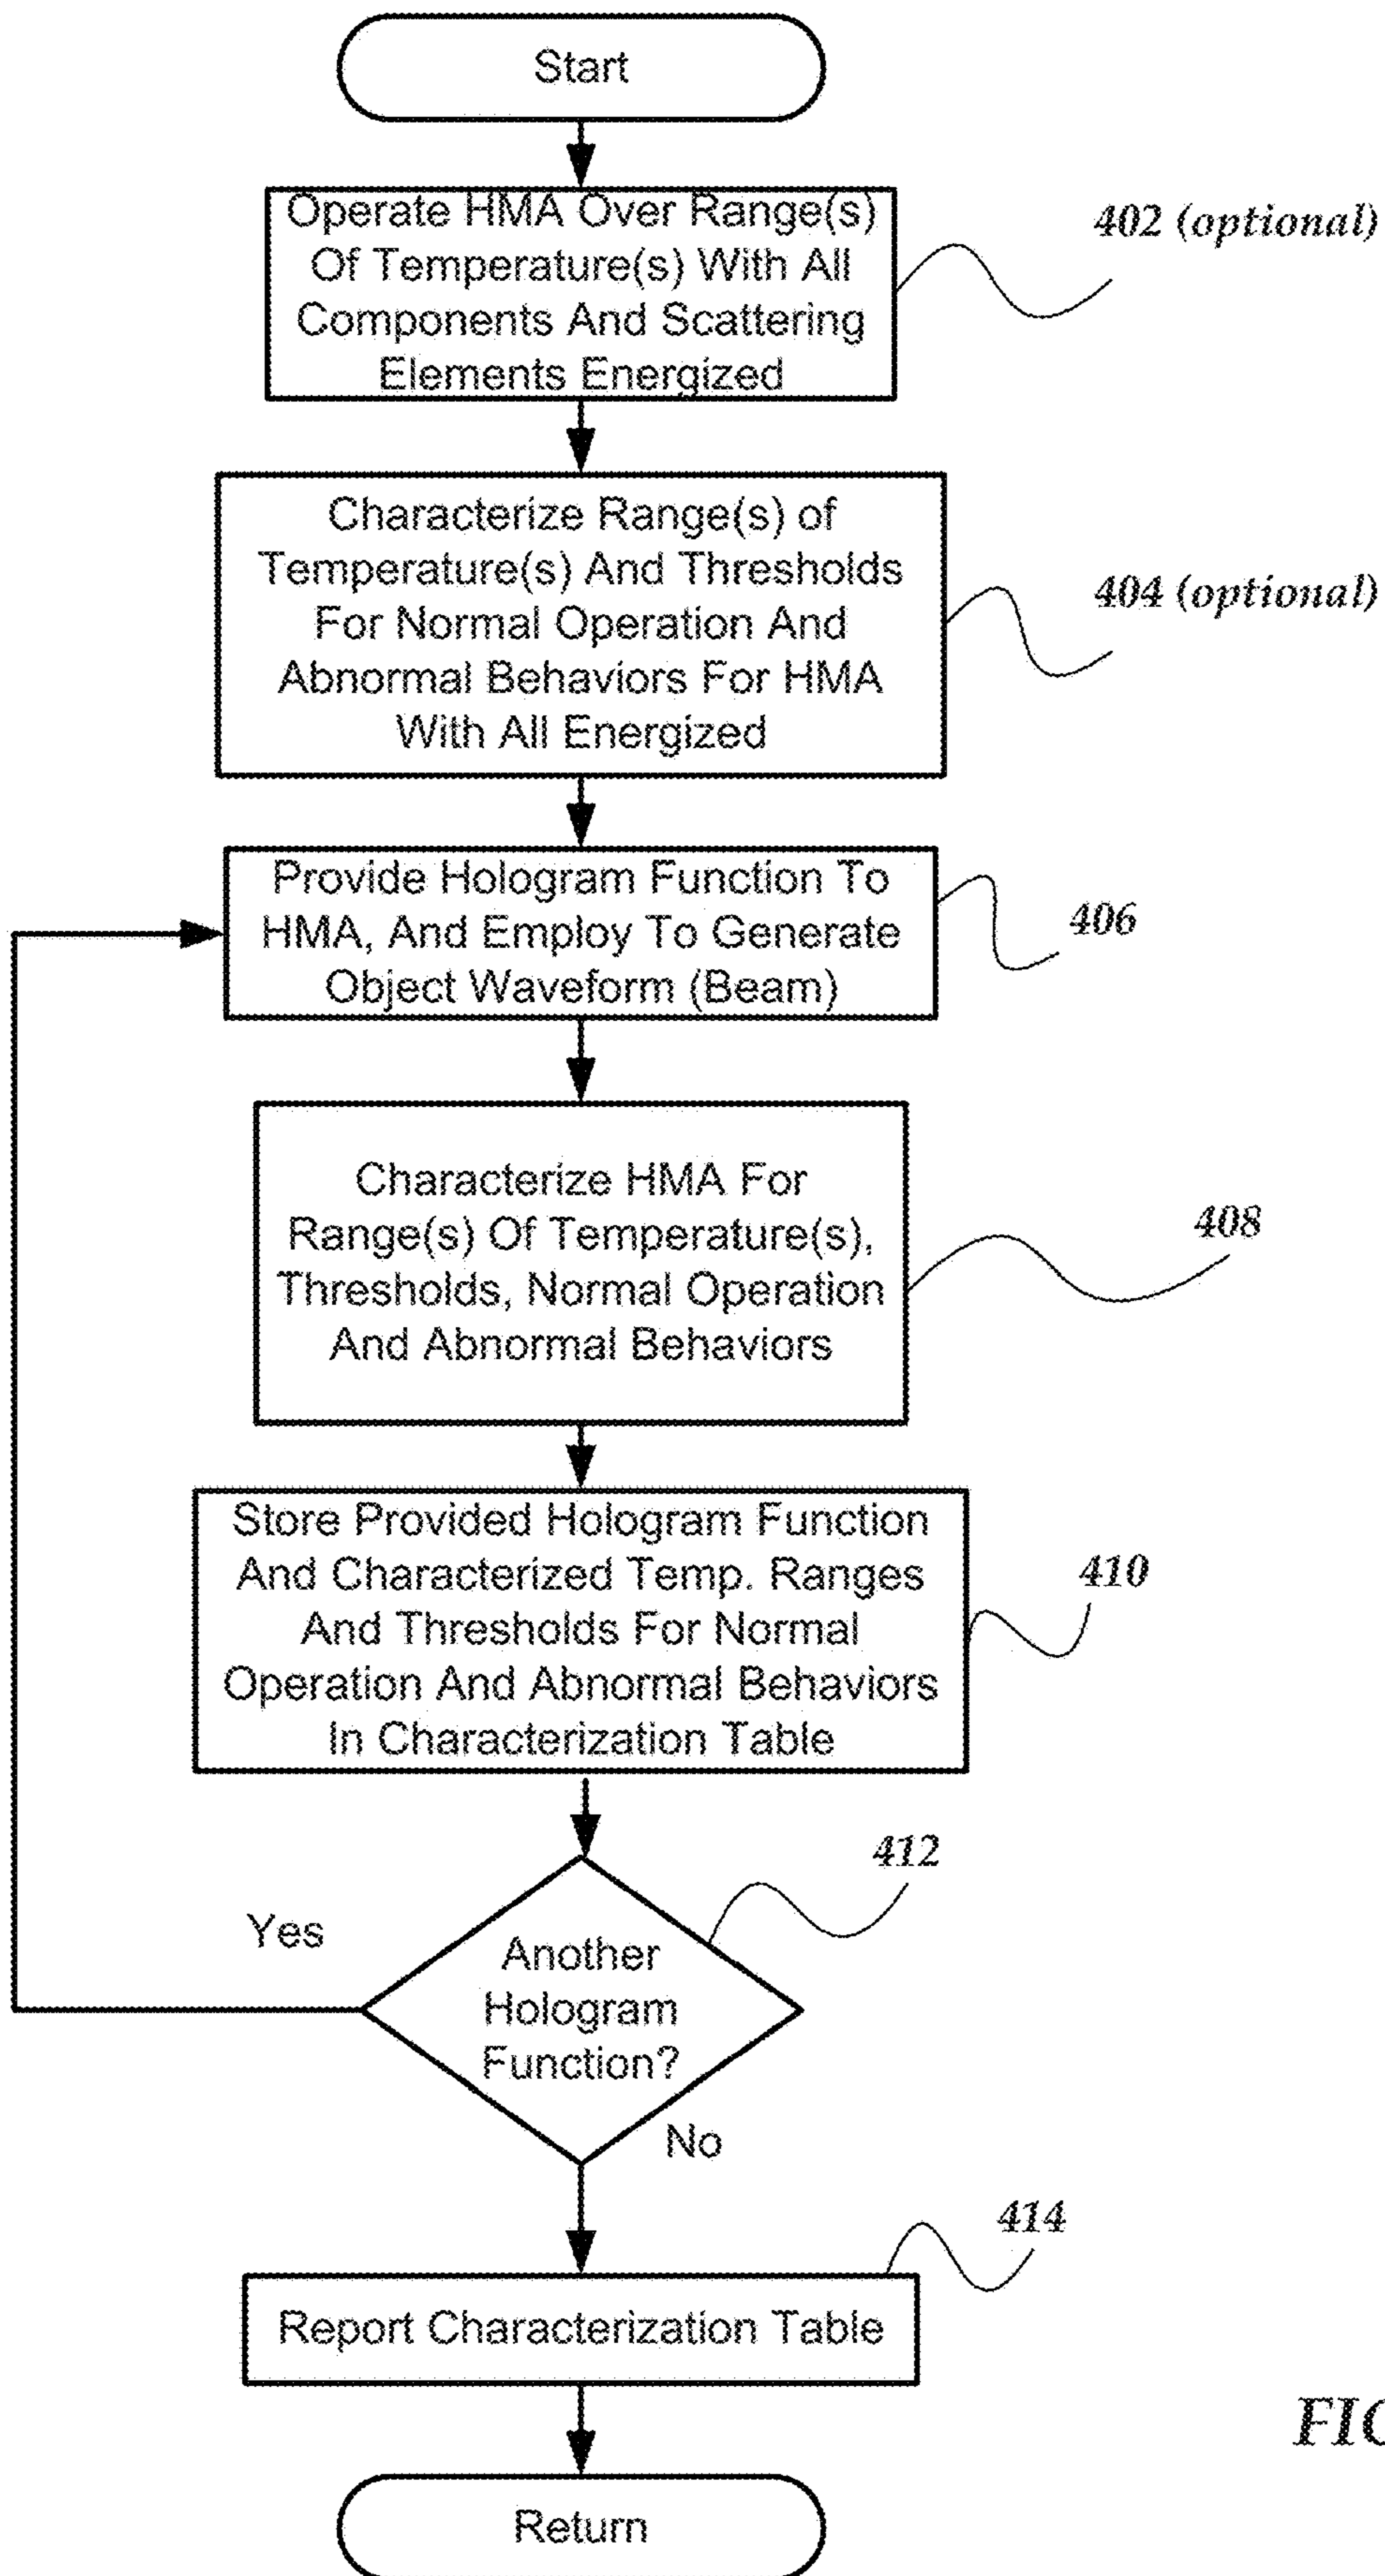 Start
Operate HMA Over Range(s)
Of Temperature(s) With All
Components And Scattering
Elements Energized
402 (optional)
Characterize Range(s) of
Temperature(s) And Thresholds
For Normal Operation And
Abnormal Behaviors For HMA
With All Energized
404 (optional)
Provide Hologram Function To
HMA, And Employ To Generate
Object Waveform (Beam)
406
Characterize HMA For
Range(s) Of Temperature(s),
Thresholds, Normal Operation
And Abnormal Behaviors
408
Store Provided Hologram Function
And Characterized Temp. Ranges
And Thresholds For Normal
Operation And Abnormal Behaviors
In Characterization Table
410
412
Yes
Another
Hologram
Function?
No
414
Report Characterization Table
Return